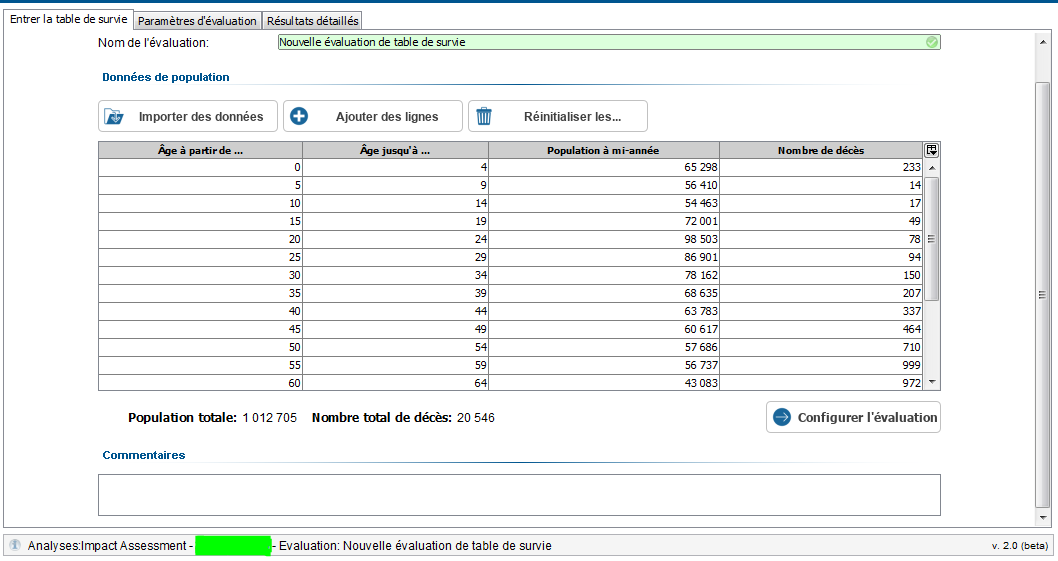 Entrer la table de survie Paramètres d'évaluation Résultats détaillés
Nom de l'évaluation: Nouvelle évaluation de table de survie
Données de population
Importer des données Ajouter des lignes Réinitialiser les...
Âge à partir de ... Âge jusqu'à ... Population à mi-année Nombre de décès
0 4 65 298 233
5 9 56 410 14
10 14 54 463 17
15 19 72 001 49
20 24 98 503 78
25 29 86 901 94
30 34 78 162 150
35 39 68 635 207
40 44 63 783 337
45 49 60 617 464
50 54 57 686 710
55 59 56 737 999
60 64 43 083 972
Population totale: 1 012 705 Nombre total de décès: 20 546 Configurer l'évaluation
Commentaires
Analyses:Impact Assessment - - Evaluation: Nouvelle évaluation de table de survie v. 2.0 (beta)